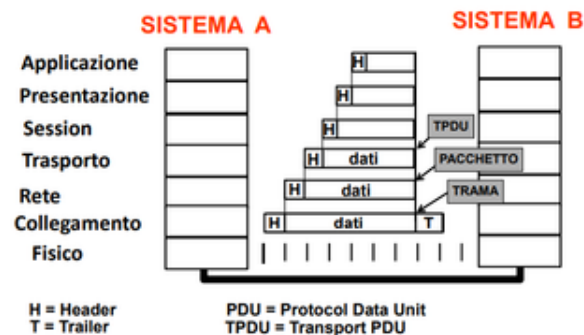 SISTEMA A
SISTEMA B
Applicazione
H
Presentazione
H
Session
H
TPDU
Trasporto
H dati
PACCHETTO
Rete
H dati
TRAMA
Collegamento
H dati T
Fisico
H = Header
PDU = Protocol Data Unit
T = Trailer
TPDU = Transport PDU